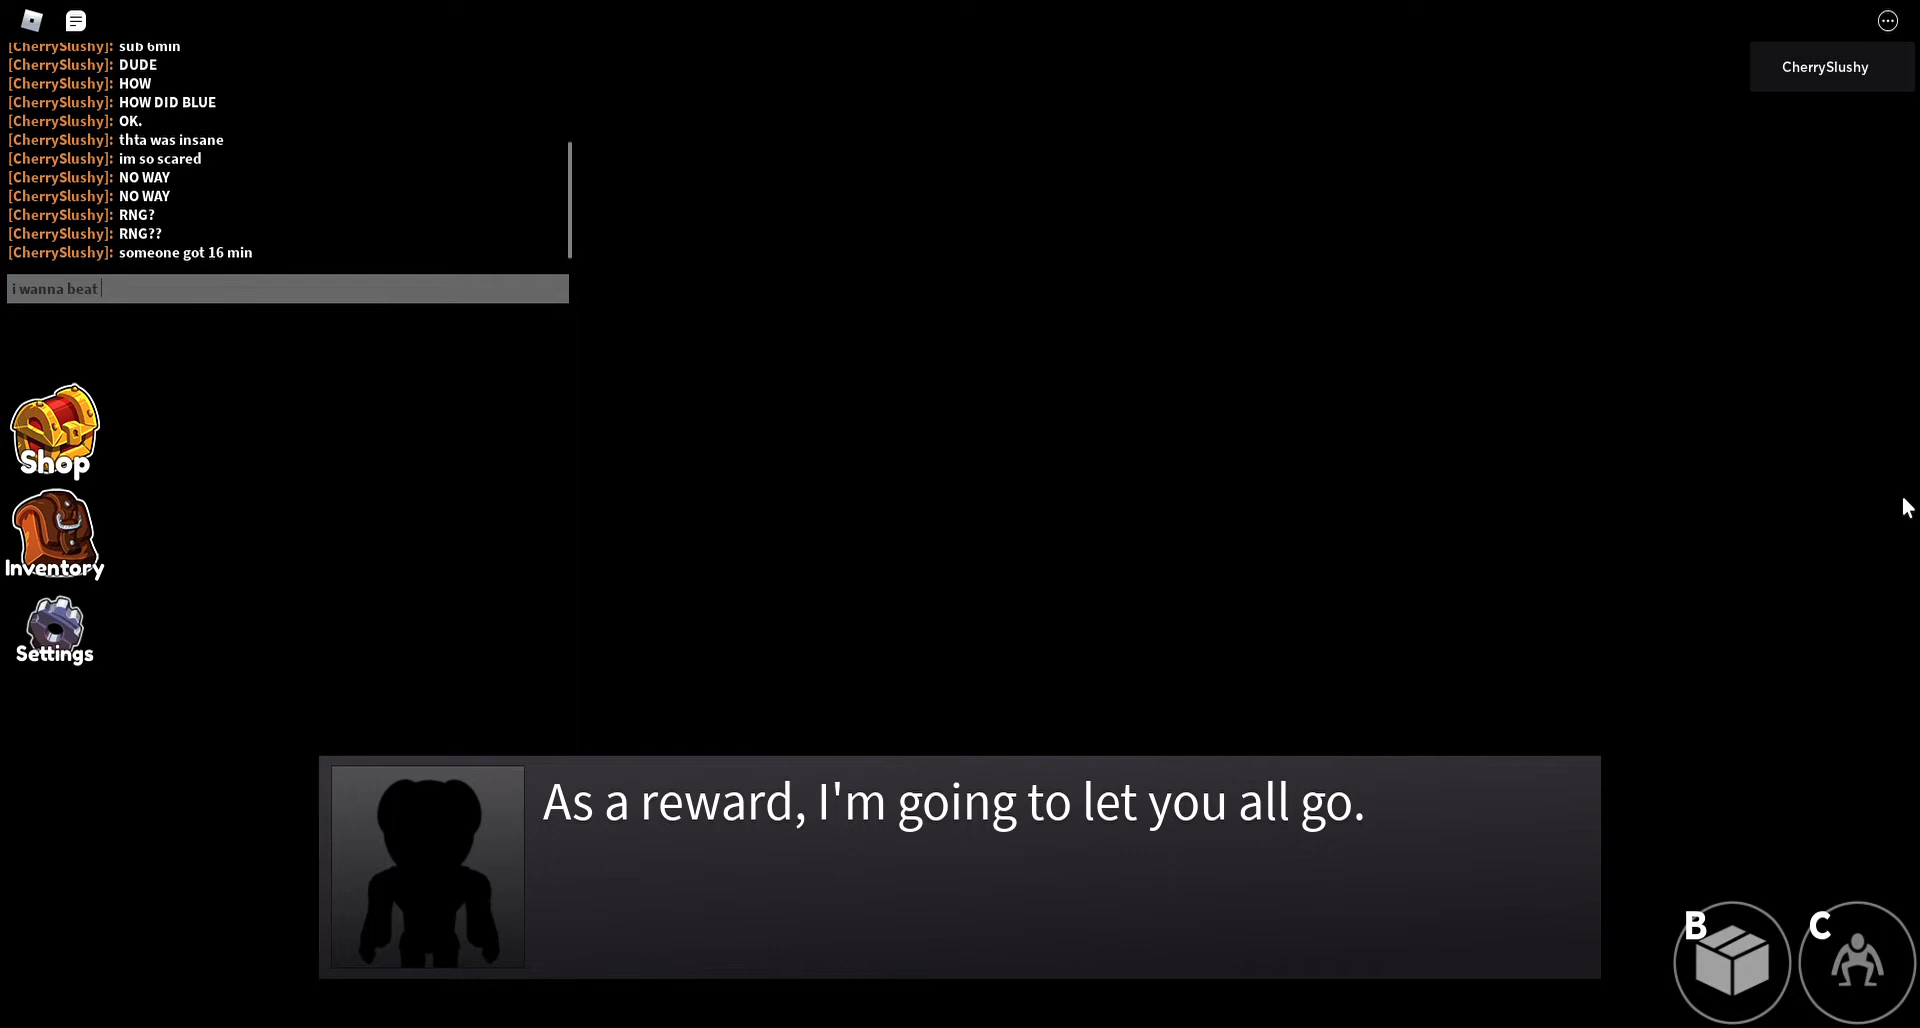 [CherrySlushy]: sub 6min
CherrySlushy
[CherrySlushy]: DUDE
[CherrySlushy]: HOW
[CherrySlushy]: HOW DID BLUE
[CherrySlushy]: OK.
[CherrySlushy]: thta was insane
[CherrySlushy]: im so scared
[CherrySlushy]: NO WAY
[CherrySlushy]: NO WAY
[CherrySlushy]: RNG?
[CherrySlushy]: RNG??
[CherrySlushy]: someone got 16 min
i wanna beat
Shop
Inventory
Settings
As a reward, I'm going to let you all go.
B
C